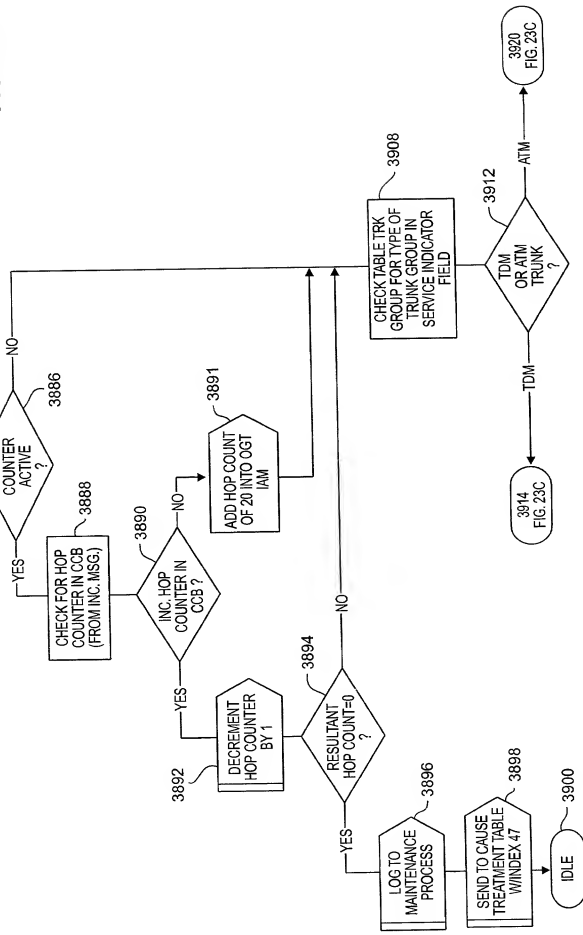 COUNTER
ACTIVE
?
3886
YES
NO
CHECK FOR HOP
COUNTER IN CCB
(FROM INC. MSG.)
3888
INC. HOP
COUNTER IN
CCB ?
3890
YES
NO
ADD HOP COUNT
OF 20 INTO OGT
IAM
3891
DECREMENT
HOP COUNTER
BY 1
3892
RESULTANT
HOP COUNT=0
?
3894
YES
NO
LOG TO
MAINTENANCE
PROCESS
3896
SEND TO CAUSE
TREATMENT TABLE
W/INDEX 47
3898
IDLE
3900
CHECK TABLE TRK
GROUP FOR TYPE OF
TRUNK GROUP IN
SERVICE INDICATOR
FIELD
3908
TDM
OR ATM
TRUNK
?
3912
TDM
ATM
3914
FIG. 23C
3920
FIG. 23C